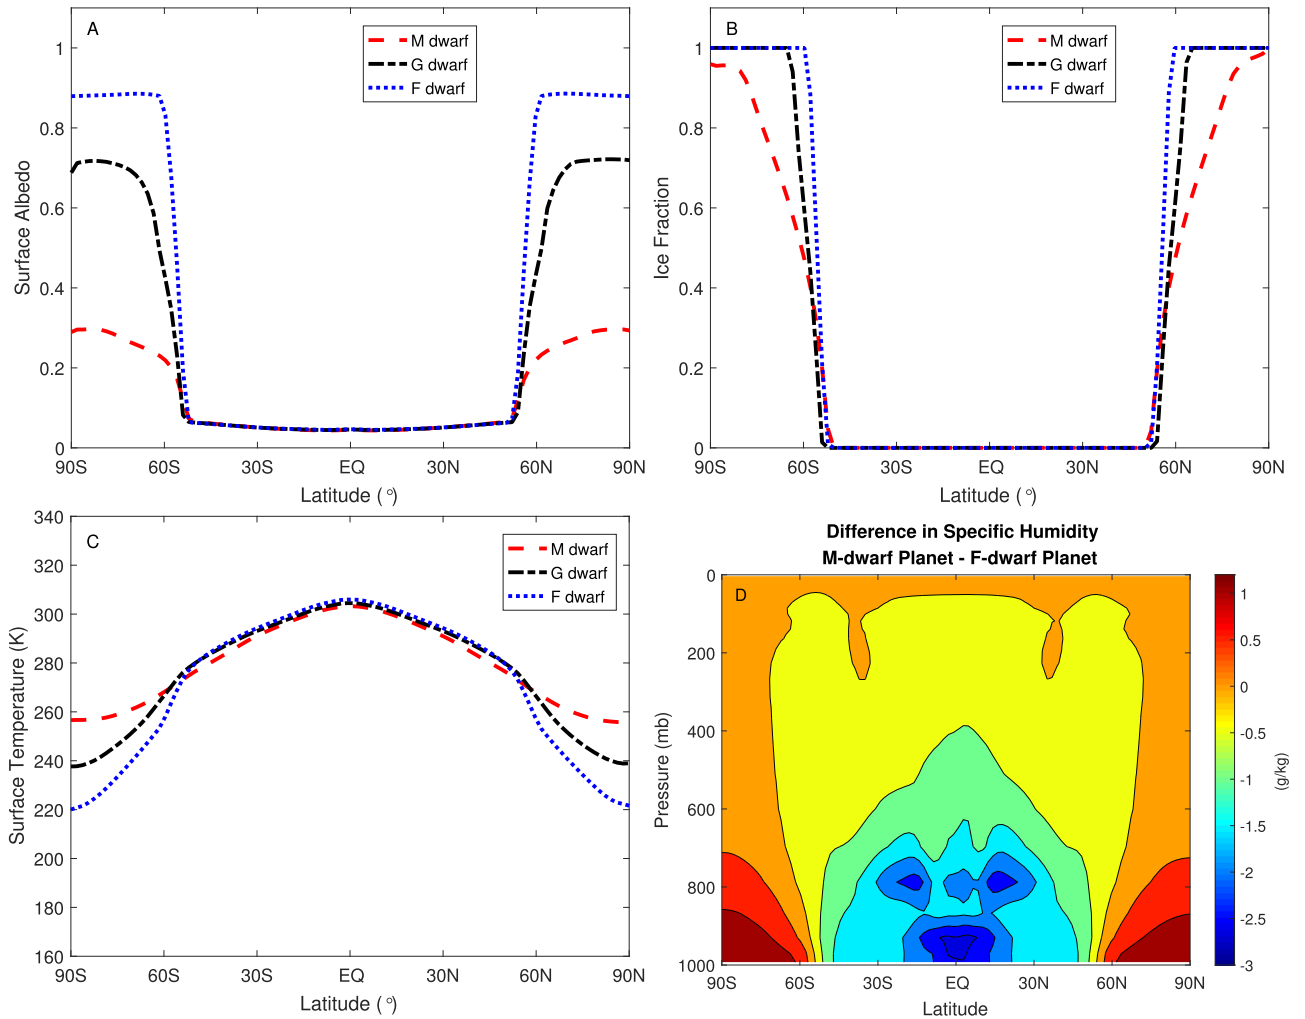 A
M dwarf
G dwarf
F dwarf
1
0.8
0.6
0.4
0.2
0
Surface Albedo
90S 60S 30S EQ 30N 60N 90N
Latitude (°)
B
M dwarf
G dwarf
F dwarf
1
0.8
0.6
0.4
0.2
0
Ice Fraction
90S 60S 30S EQ 30N 60N 90N
Latitude (°)
C
M dwarf
G dwarf
F dwarf
340
320
300
280
260
240
220
200
180
160
Surface Temperature (K)
90S 60S 30S EQ 30N 60N 90N
Latitude (°)
Difference in Specific Humidity
M-dwarf Planet - F-dwarf Planet
D
0
200
400
600
800
1000
Pressure (mb)
90S 60S 30S EQ 30N 60N 90N
Latitude
1
0.5
0
-0.5
-1
-1.5
-2
-2.5
-3
(g/kg)